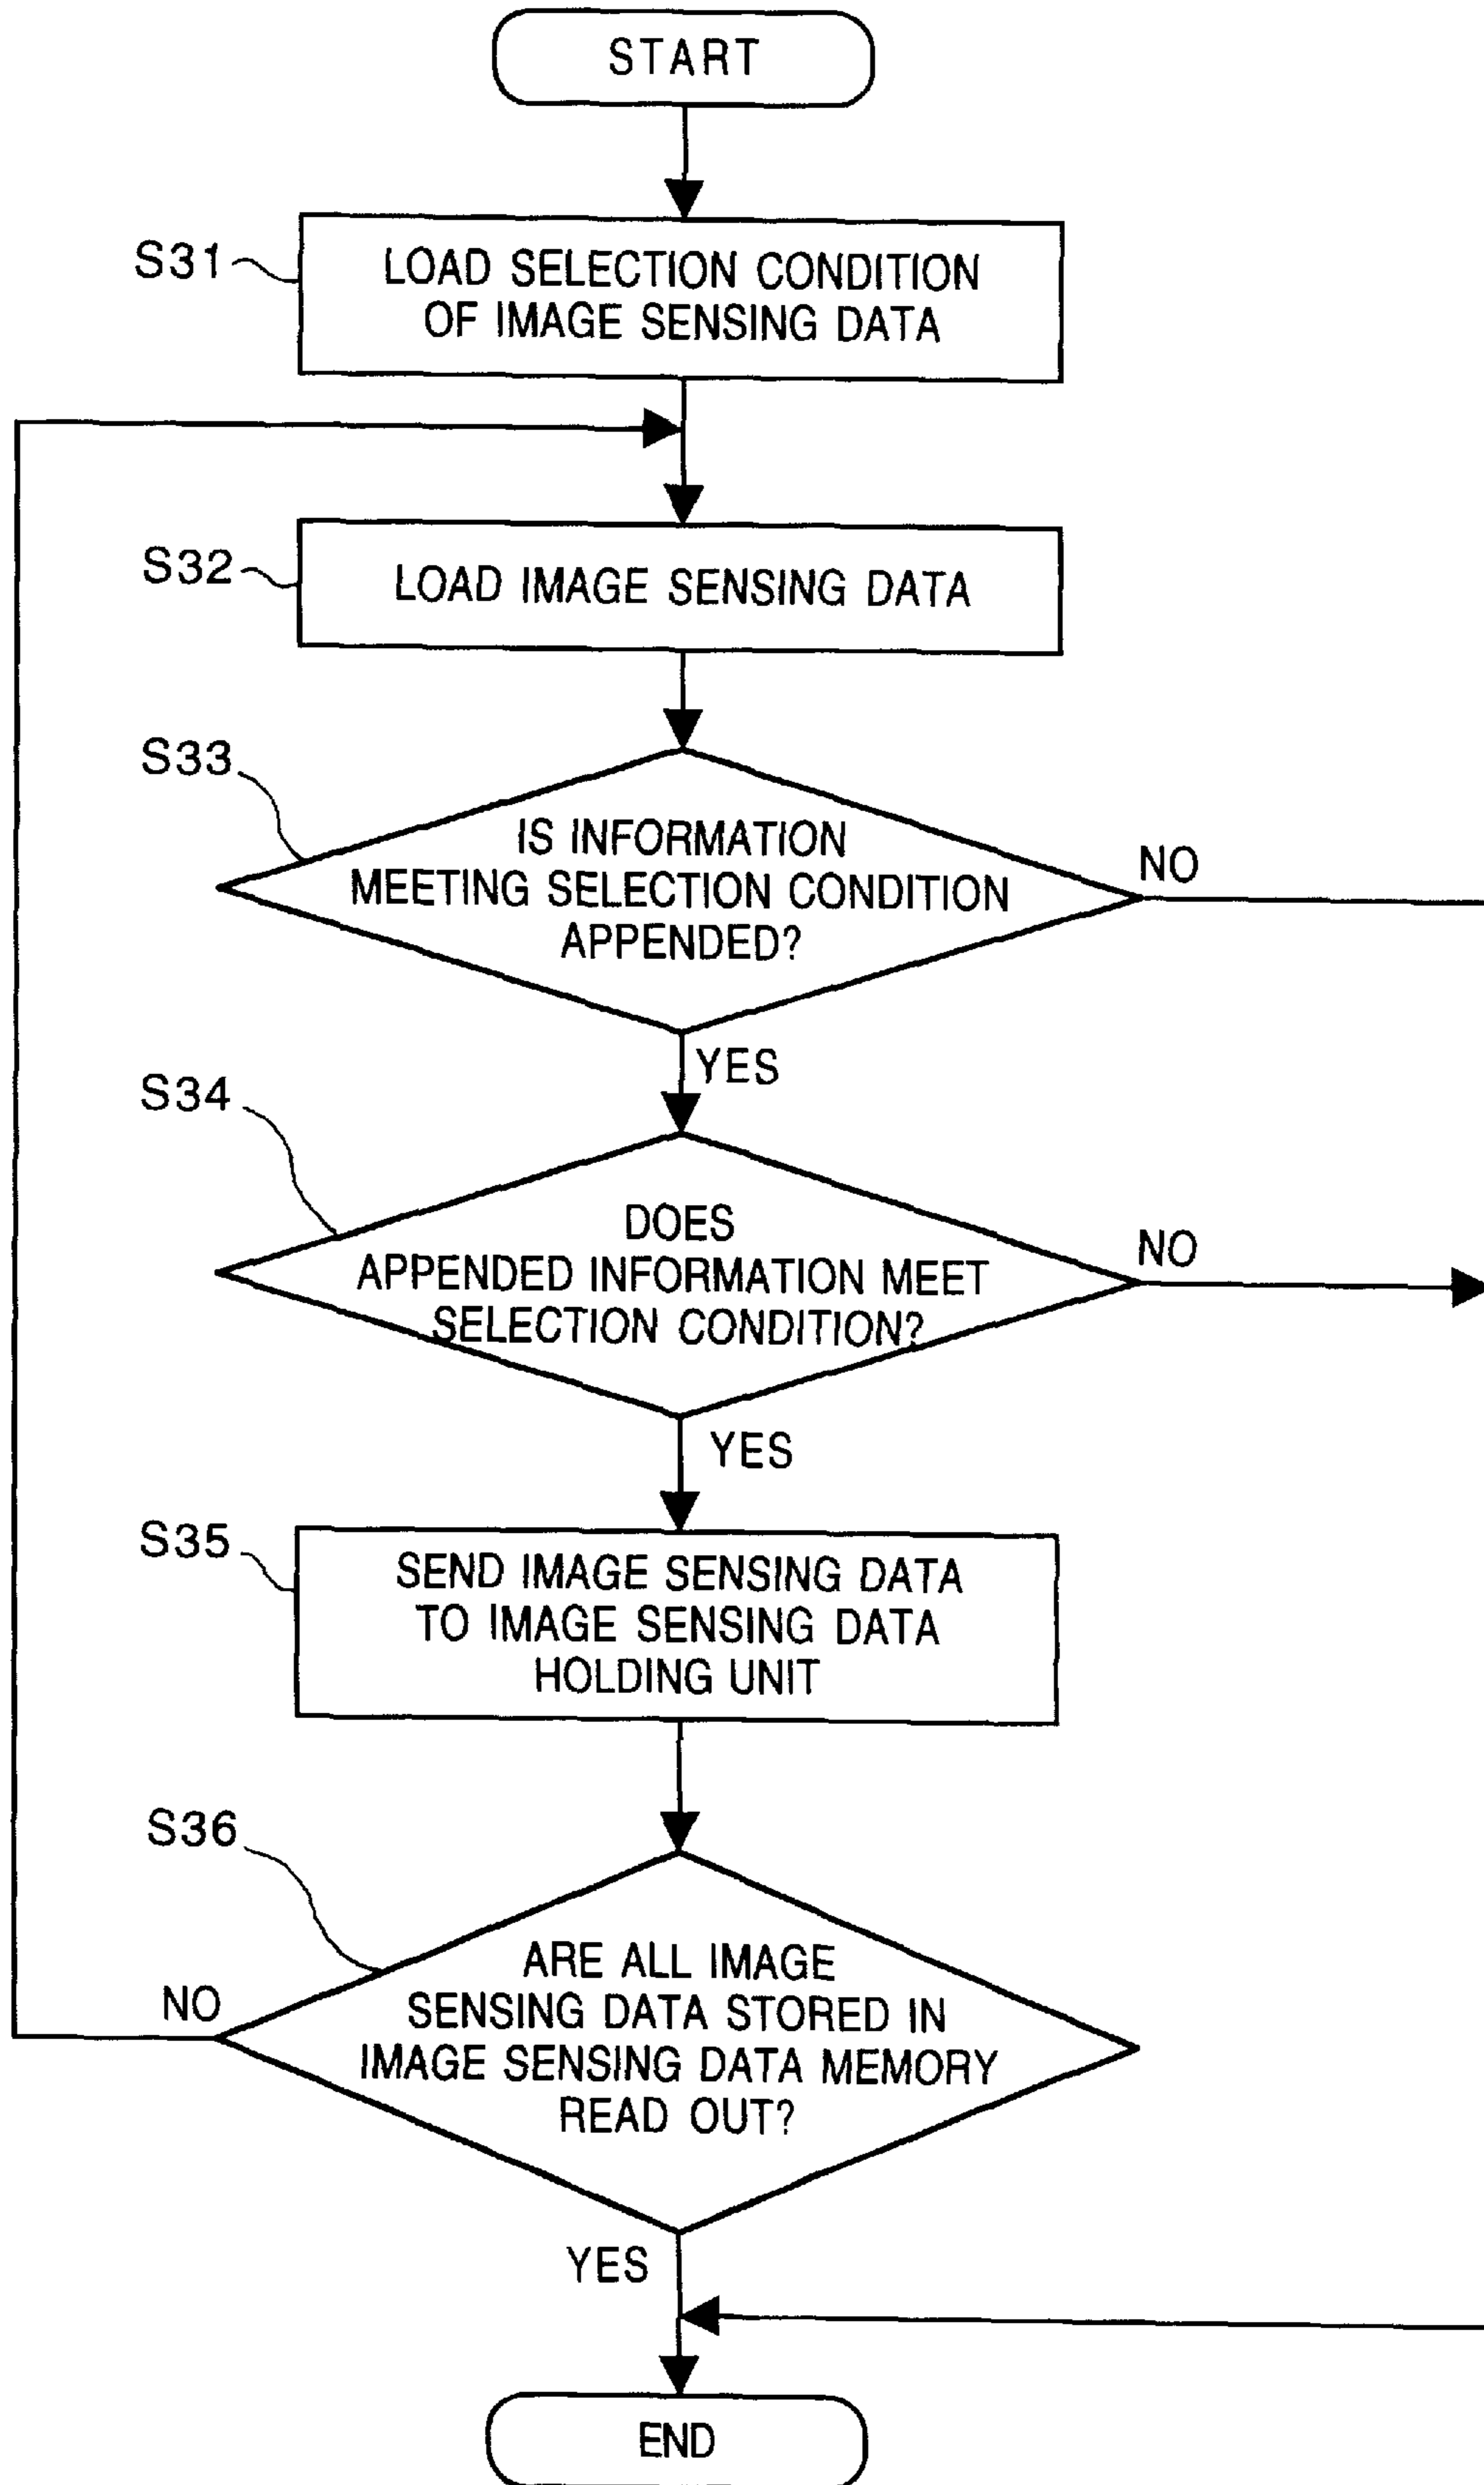 START
S31
LOAD SELECTION CONDITION
OF IMAGE SENSING DATA
S32
LOAD IMAGE SENSING DATA
S33
IS INFORMATION
MEETING SELECTION CONDITION
APPENDED?
NO
YES
S34
DOES
APPENDED INFORMATION MEET
SELECTION CONDITION?
NO
YES
S35
SEND IMAGE SENSING DATA
TO IMAGE SENSING DATA
HOLDING UNIT
S36
ARE ALL IMAGE
SENSING DATA STORED IN
IMAGE SENSING DATA MEMORY
READ OUT?
NO
YES
END